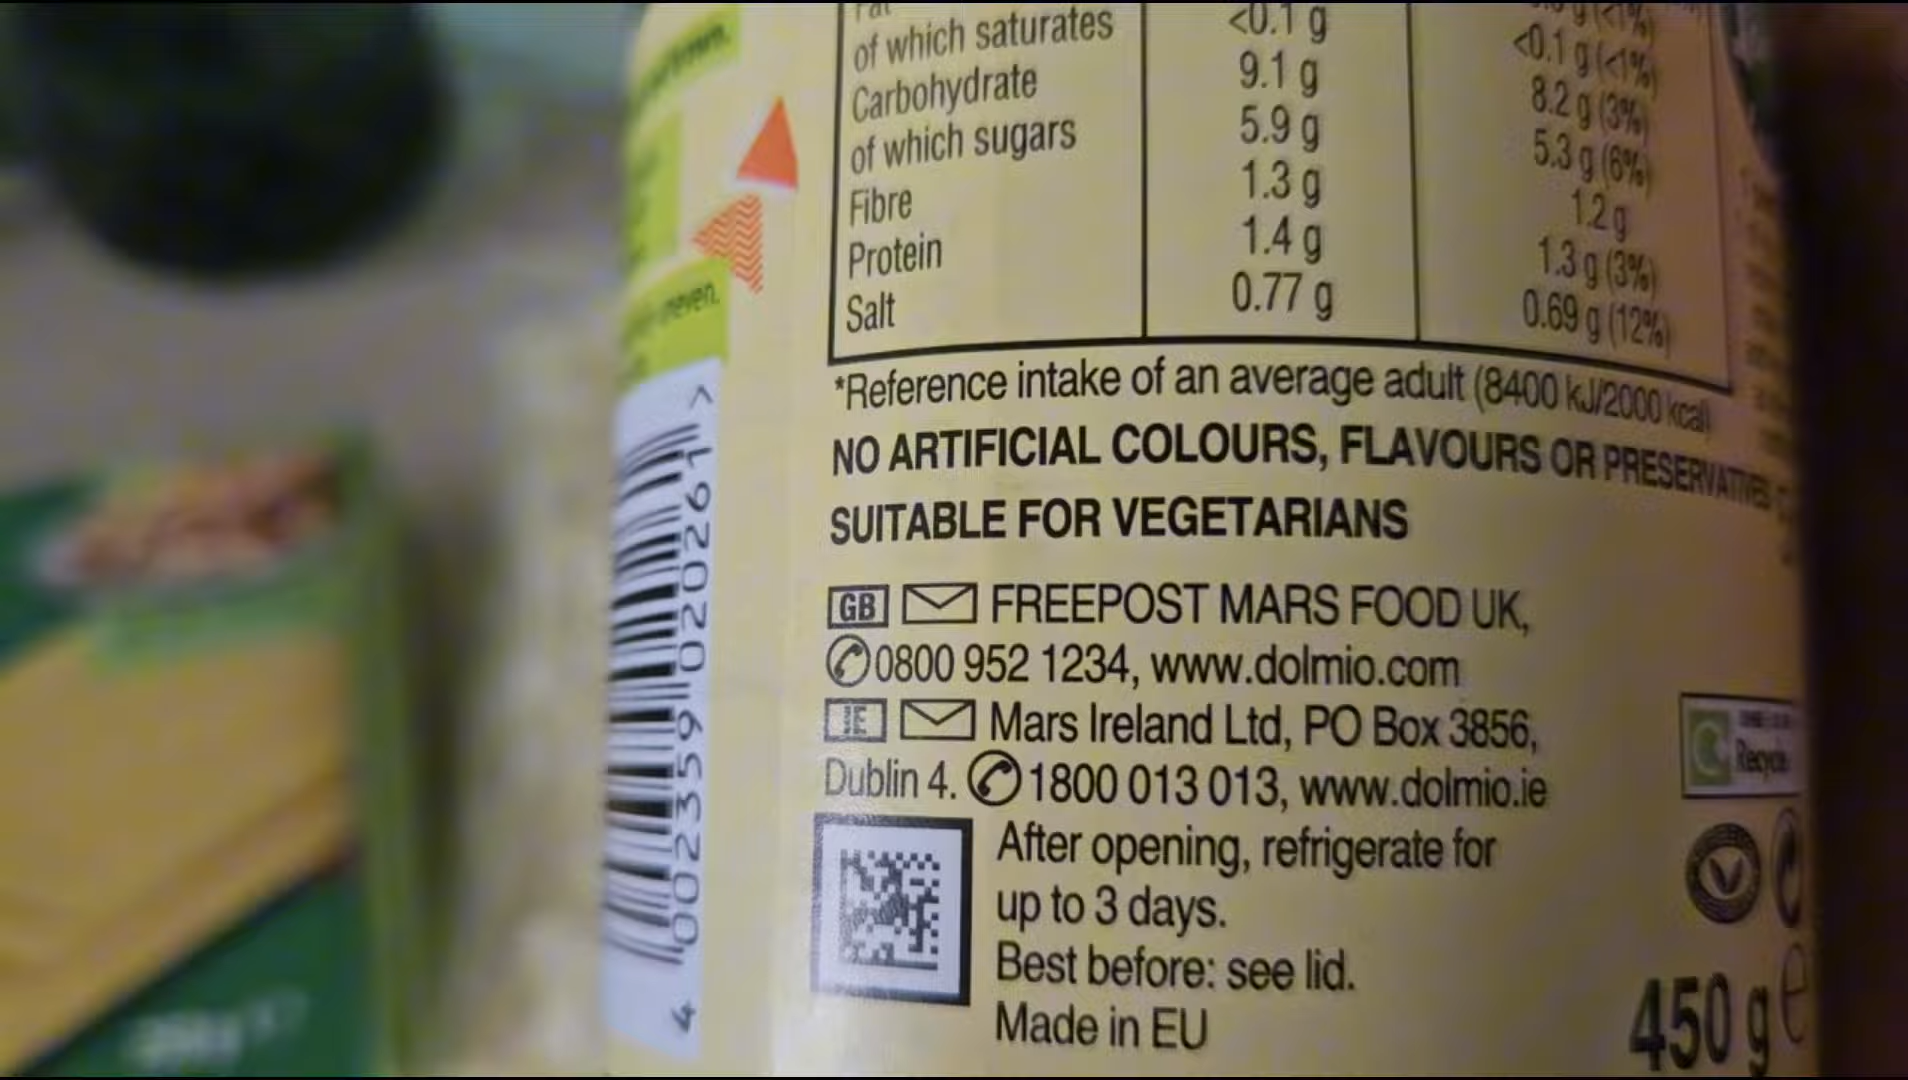 of which saturates <0.1 g <0.1 g (<1%)
Carbohydrate 9.1 g 8.2 g (3%)
of which sugars 5.9 g 5.3 g (6%)
Fibre 1.3 g 1.2 g
Protein 1.4 g 1.3 g (3%)
Salt 0.77 g 0.69 g (12%)
*Reference intake of an average adult (8400 kJ/2000 kcal)
NO ARTIFICIAL COLOURS, FLAVOURS OR PRESERVATIVES
SUITABLE FOR VEGETARIANS
GB FREEPOST MARS FOOD UK,
0800 952 1234, www.dolmio.com
IE Mars Ireland Ltd, PO Box 3856,
Dublin 4. 1800 013 013, www.dolmio.ie
After opening, refrigerate for
up to 3 days.
Best before: see lid.
Made in EU
Recycle
450 g e
4 002359 020261 >